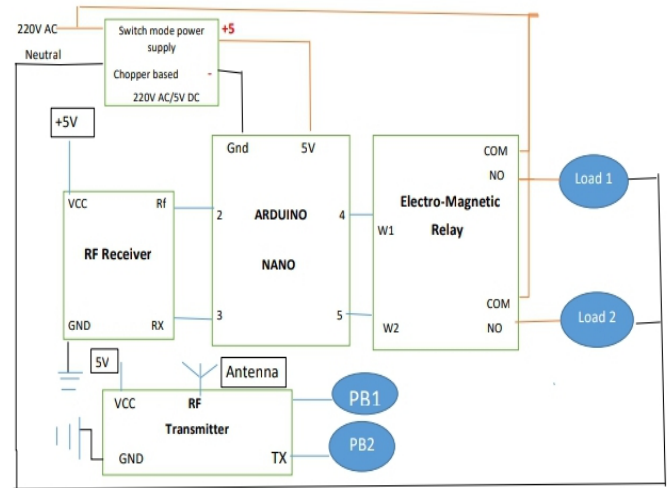 220V AC
Neutral
Switch mode power
supply
+5
Chopper based -
220V AC/5V DC
+5V
VCC Rf
RF Receiver
GND RX
Gnd 5V
2 ARDUINO 4
NANO
3 5
COM
NO
Electro-Magnetic
Relay
W1
COM
W2 NO
Load 1
Load 2
5V
Antenna
VCC RF
Transmitter
GND TX
PB1
PB2